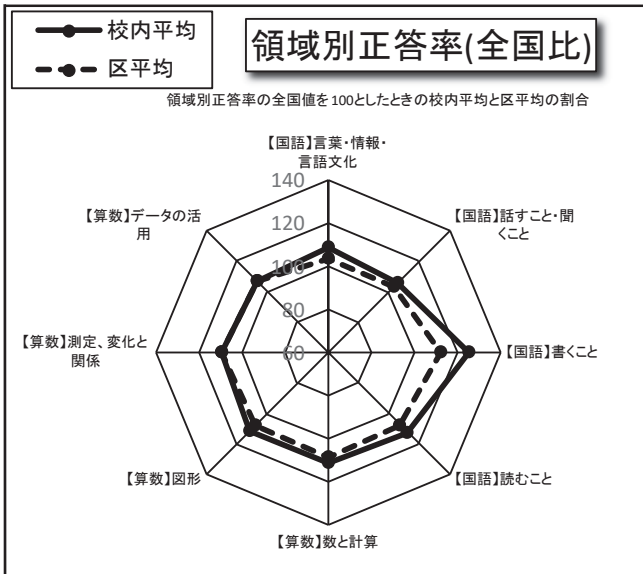 校内平均
区平均
領域別正答率(全国比)
領域別正答率の全国値を100としたときの校内平均と区平均の割合
【国語】言葉・情報・
言語文化
【国語】話すこと・聞
くこと
【国語】書くこと
【国語】読むこと
【算数】数と計算
【算数】図形
【算数】測定、変化と
関係
【算数】データの活
用
140
120
100
80
60